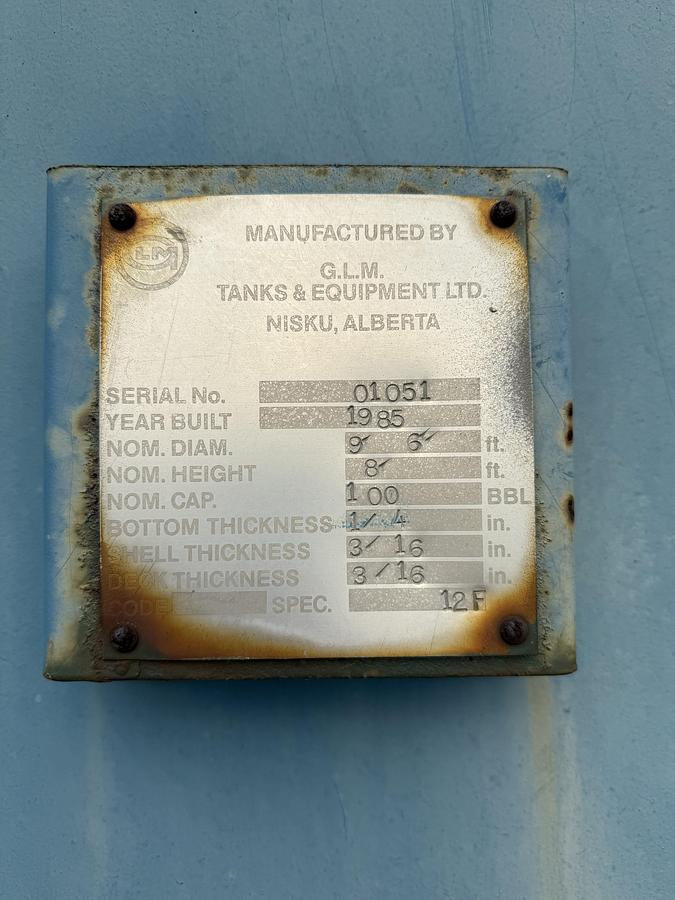 GLM
MANUFACTURED BY
G.L.M.
TANKS & EQUIPMENT LTD.
NISKU, ALBERTA
SERIAL No. 01051
YEAR BUILT 1985
NOM. DIAM. 9' 6" ft.
NOM. HEIGHT 8' ft.
NOM. CAP. 100 BBL
BOTTOM THICKNESS 1/4 in.
SHELL THICKNESS 3/16 in.
DECK THICKNESS 3/16 in.
CODE SPEC. 12F